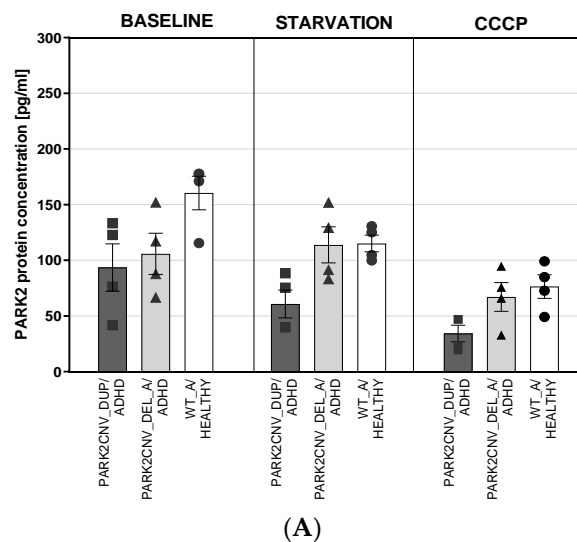 BASELINE STARVATION CCCP
PARK2 protein concentration [pg/ml]
300
250
200
150
100
50
0
PARK2CNV_DUP/
ADHD
PARK2CNV_DEL_A/
ADHD
WT_A/
HEALTHY
PARK2CNV_DUP/
ADHD
PARK2CNV_DEL_A/
ADHD
WT_A/
HEALTHY
PARK2CNV_DUP/
ADHD
PARK2CNV_DEL_A/
ADHD
WT_A/
HEALTHY
(A)